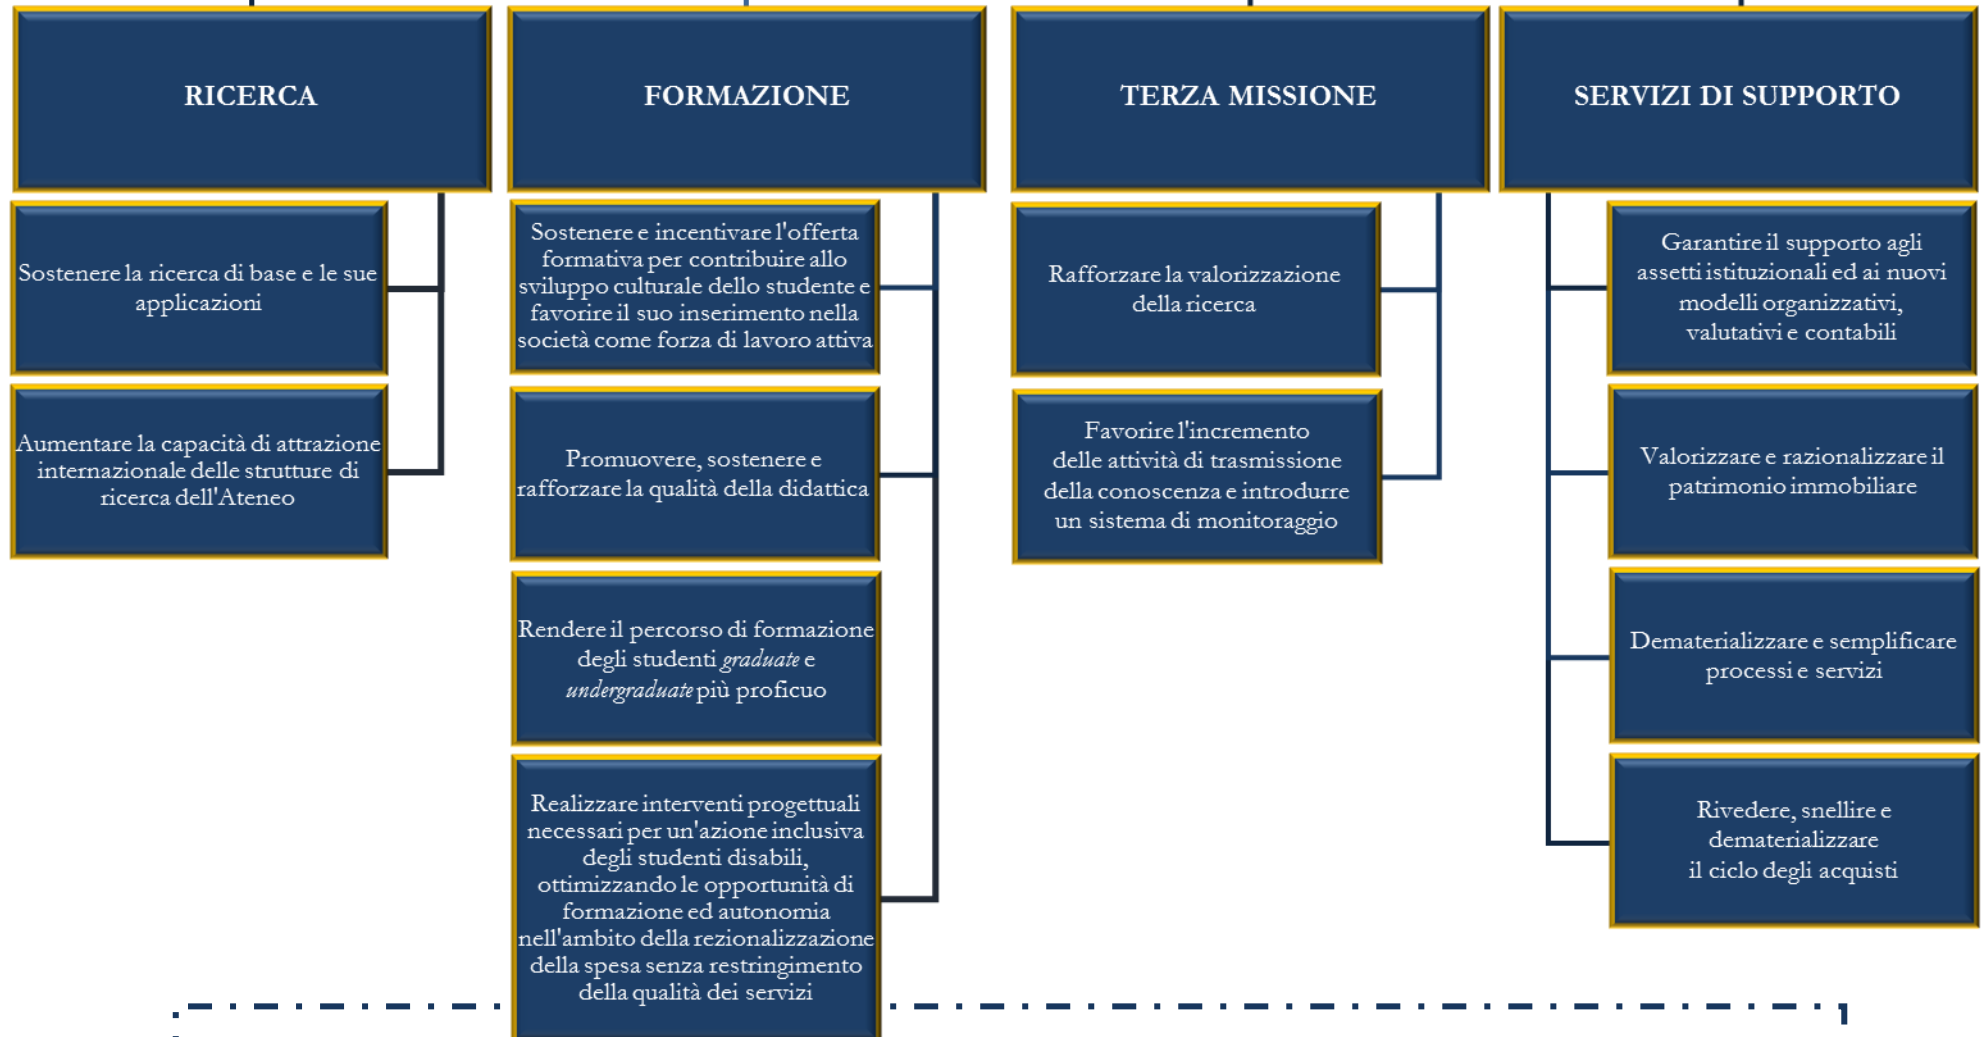 RICERCA
Sostenere la ricerca di base e le sue
applicazioni
Aumentare la capacità di attrazione
internazionale delle strutture di
ricerca dell'Ateneo
FORMAZIONE
Sostenere e incentivare l'offerta
formativa per contribuire allo
sviluppo culturale dello studente e
favorire il suo inserimento nella
società come forza di lavoro attiva
Promuovere, sostenere e
rafforzare la qualità della didattica
Rendere il percorso di formazione
degli studenti graduate e
undergraduate più proficuo
Realizzare interventi progettuali
necessari per un'azione inclusiva
degli studenti disabili,
ottimizzando le opportunità di
formazione ed autonomia
nell'ambito della rezionalizzazione
della spesa senza restringimento
della qualità dei servizi
TERZA MISSIONE
Rafforzare la valorizzazione
della ricerca
Favorire l'incremento
delle attività di trasmissione
della conoscenza e introdurre
un sistema di monitoraggio
SERVIZI DI SUPPORTO
Garantire il supporto agli
assetti istituzionali ed ai nuovi
modelli organizzativi,
valutativi e contabili
Valorizzare e razionalizzare il
patrimonio immobiliare
Dematerializzare e semplificare
processi e servizi
Rivedere, snellire e
dematerializzare
il ciclo degli acquisti